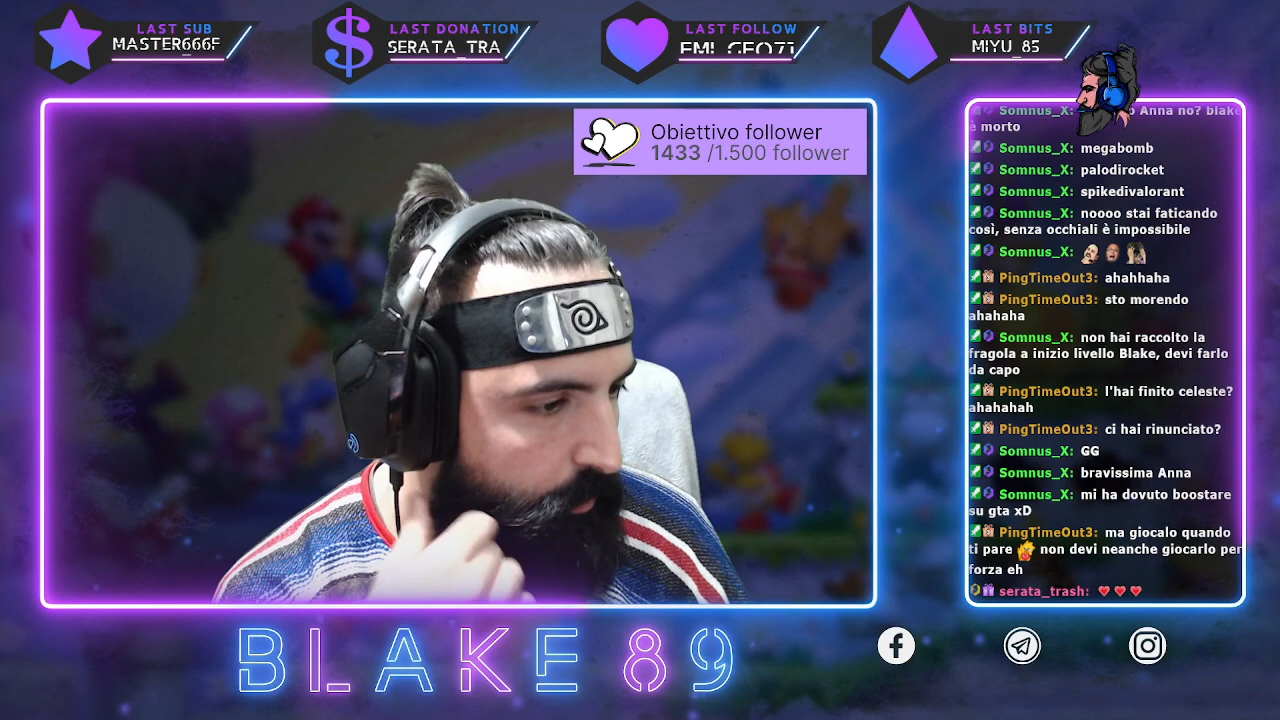 LAST SUB
MASTER666F
LAST DONATION
SERATA_TRA
LAST FOLLOW
LAST BITS
MIYU_85
Obiettivo follower
1433 /1.500 follower
Somnus_X: Anna no? blake
è morto
Somnus_X: megabomb
Somnus_X: palodirocket
Somnus_X: spikedivalorant
Somnus_X: noooo stai faticando
così, senza occhiali è impossibile
Somnus_X:
PingTimeOut3: ahahhaha
PingTimeOut3: sto morendo
ahahaha
Somnus_X: non hai raccolto la
fragola a inizio livello Blake, devi farlo
da capo
PingTimeOut3: l'hai finito celeste?
ahahahah
PingTimeOut3: ci hai rinunciato?
Somnus_X: GG
Somnus_X: bravissima Anna
Somnus_X: mi ha dovuto boostare
su gta xD
PingTimeOut3: ma giocalo quando
ti pare non devi neanche giocarlo per
forza eh
serata_trash:
BLAKE 89